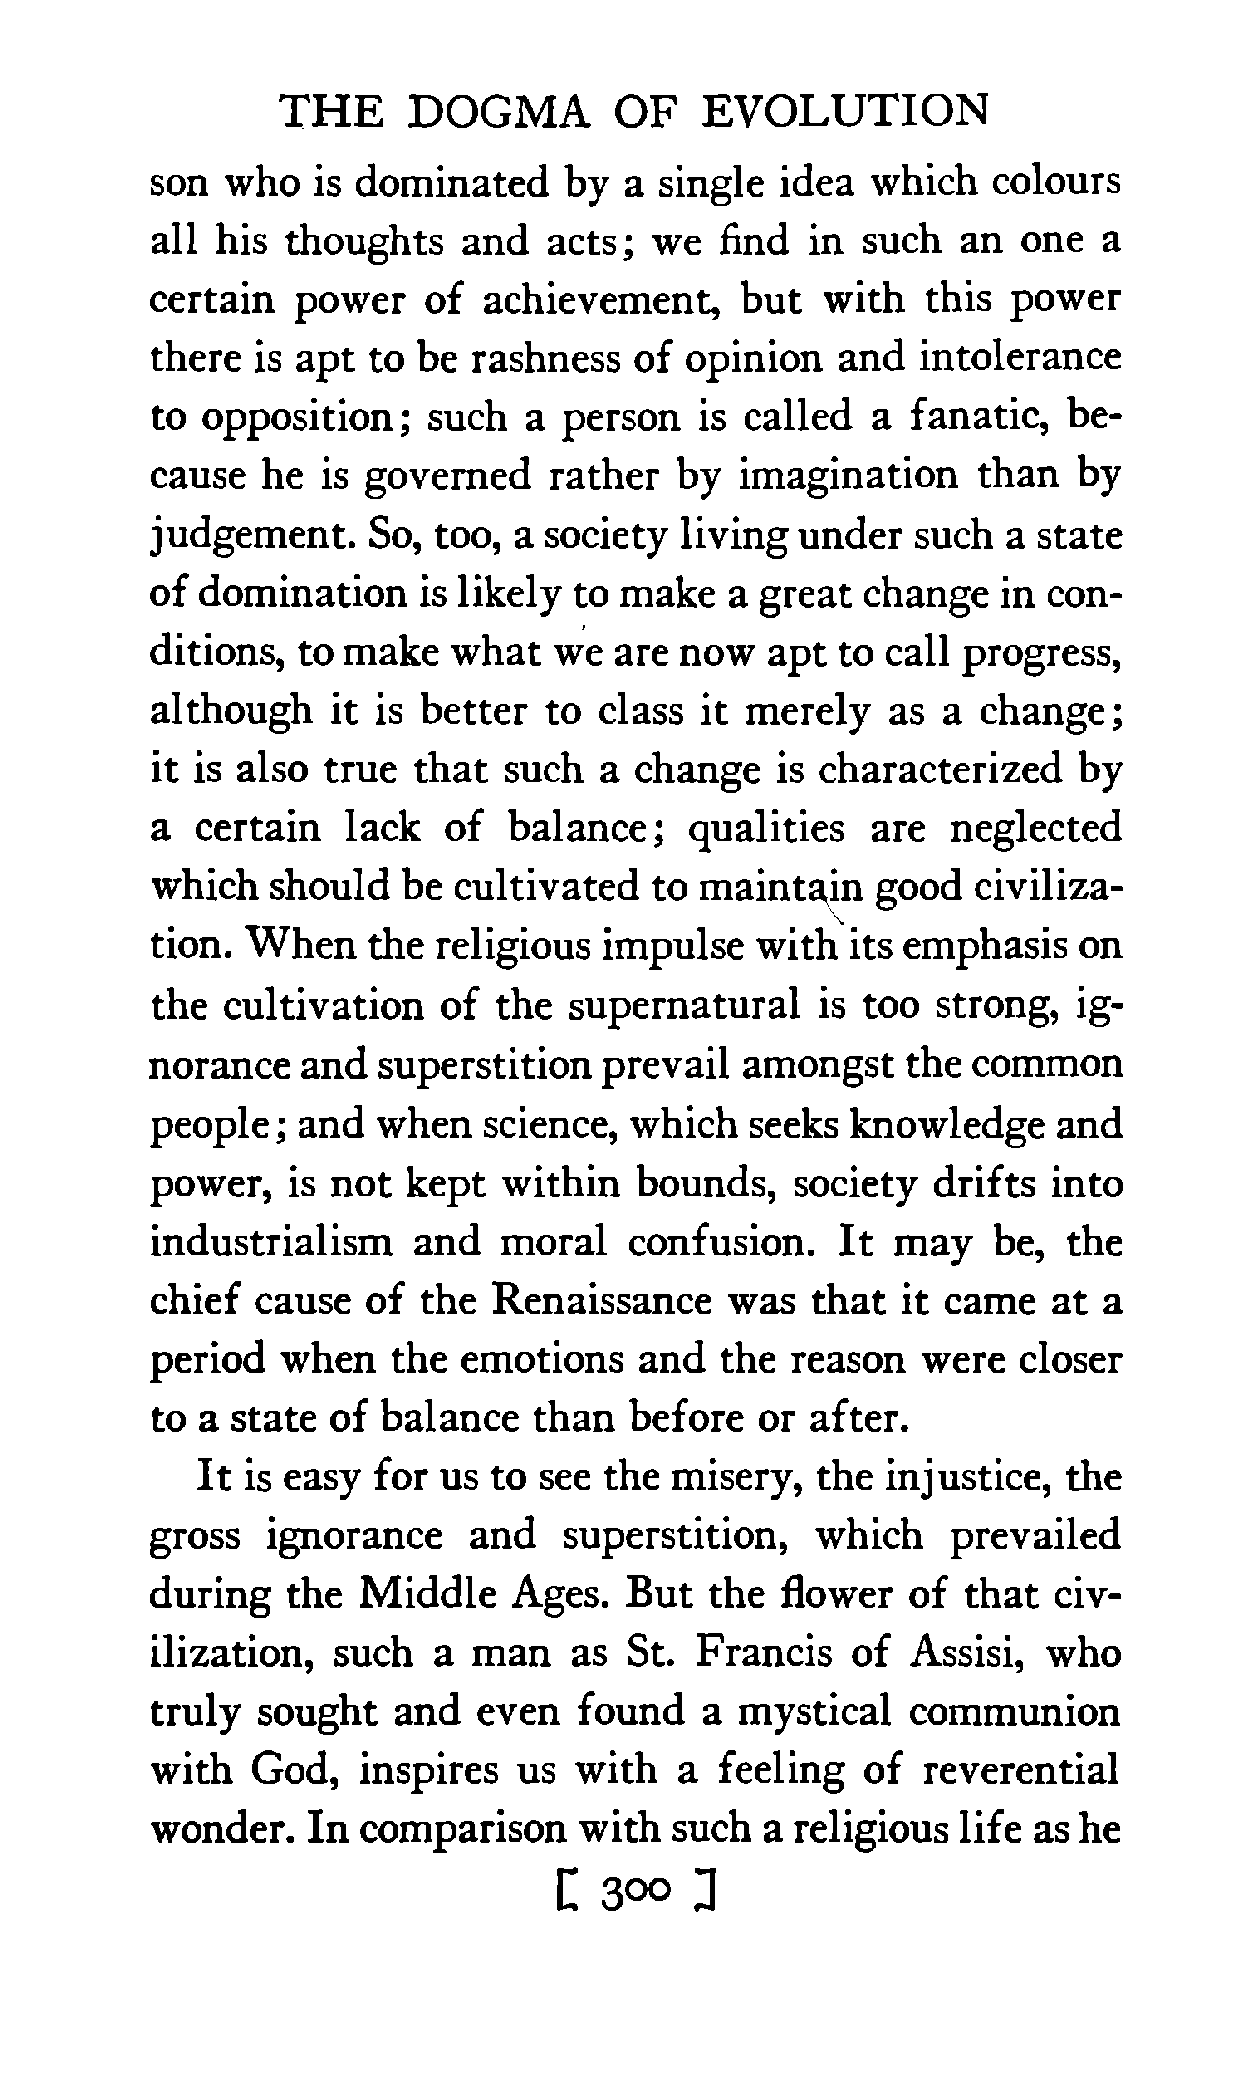 THE DOGMA OF EVOLUTION
son who is dominated by a single idea which colours
all his thoughts and acts; we find in such an one a
certain power of achievement, but with this power
there is apt to be rashness of opinion and intolerance
to opposition; such a person is called a fanatic, be-
cause he is governed rather by imagination than by
judgement. So, too, a society living under such a state
of domination is likely to make a great change in con-
ditions, to make what we are now apt to call progress,
although it is better to class it merely as a change;
it is also true that such a change is characterized by
a certain lack of balance; qualities are neglected
which should be cultivated to maintain good civiliza-
tion. When the religious impulse with its emphasis on
the cultivation of the supernatural is too strong, ig-
norance and superstition prevail amongst the common
people; and when science, which seeks knowledge and
power, is not kept within bounds, society drifts into
industrialism and moral confusion. It may be, the
chief cause of the Renaissance was that it came at a
period when the emotions and the reason were closer
to a state of balance than before or after.
It is easy for us to see the misery, the injustice, the
gross ignorance and superstition, which prevailed
during the Middle Ages. But the flower of that civ-
ilization, such a man as St. Francis of Assisi, who
truly sought and even found a mystical communion
with God, inspires us with a feeling of reverential
wonder. In comparison with such a religious life as he
[ 300 ]